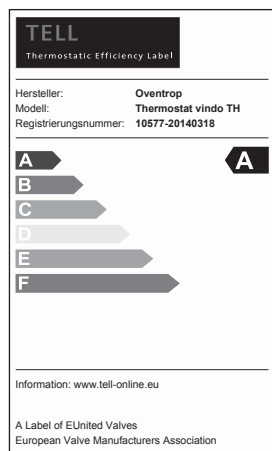 TELL
Thermostatic Efficiency Label
Hersteller: Oventrop
Modell: Thermostat vindo TH
Registrierungsnummer: 10577-20140318
A A
B
C
D
E
F
Information: www.tell-online.eu
A Label of EUnited Valves
European Valve Manufacturers Association